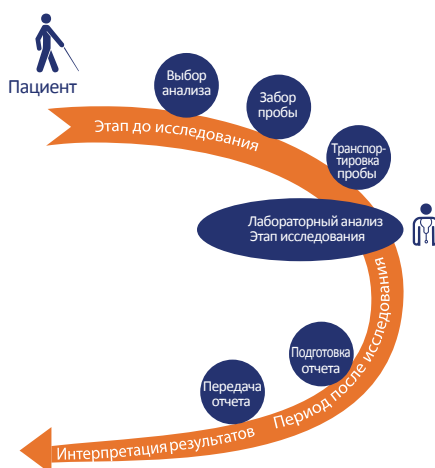 Пациент
Выбор
анализа
Забор
пробы
Этап до исследования
Транспор-
тировка
пробы
Лабораторный анализ
Этап исследования
Период после исследования
Подготовка
отчета
Передача
отчета
Интерпретация результатов